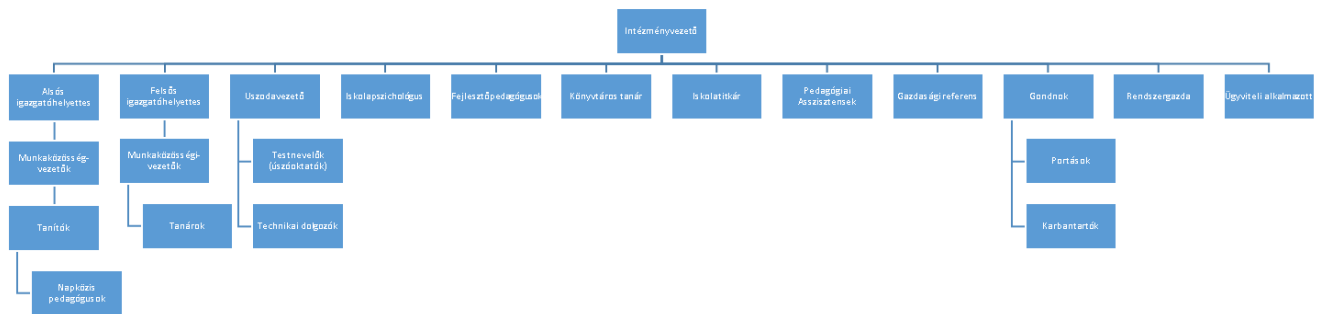 Intézményvezető
Alsós
igazgatóhelyettes
Felsős
igazgatóhelyettes
Uszodavezető
Iskolapszichológus
Fejlesztőpedagógusok
Könyvtáros tanár
Iskolatitkár
Pedagógiai
Asszisztensek
Gazdasági referens
Gondnok
Rendszergazda
Ügyviteli alkalmazott
Munkaközösség-
vezetők
Munkaközösségi-
vezetők
Testnevelők
(úszóoktatók)
Portások
Tanítók
Tanárok
Technikai dolgozók
Karbantartók
Napközis
pedagógusok